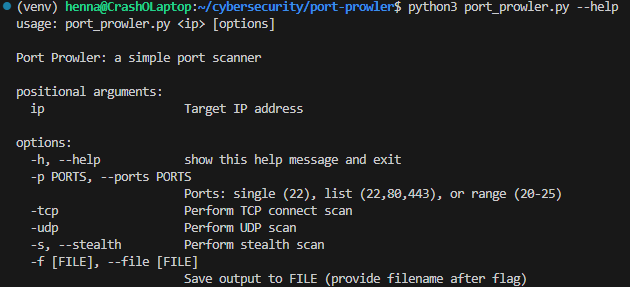 (venv) henna@CrashOLaptop:~/cybersecurity/port-prowler$ python3 port_prowler.py --help
usage: port_prowler.py <ip> [options]

Port Prowler: a simple port scanner

positional arguments:
  ip                    Target IP address

options:
  -h, --help            show this help message and exit
  -p PORTS, --ports PORTS
                        Ports: single (22), list (22,80,443), or range (20-25)
  -tcp                  Perform TCP connect scan
  -udp                  Perform UDP scan
  -s, --stealth         Perform stealth scan
  -f [FILE], --file [FILE]
                        Save output to FILE (provide filename after flag)